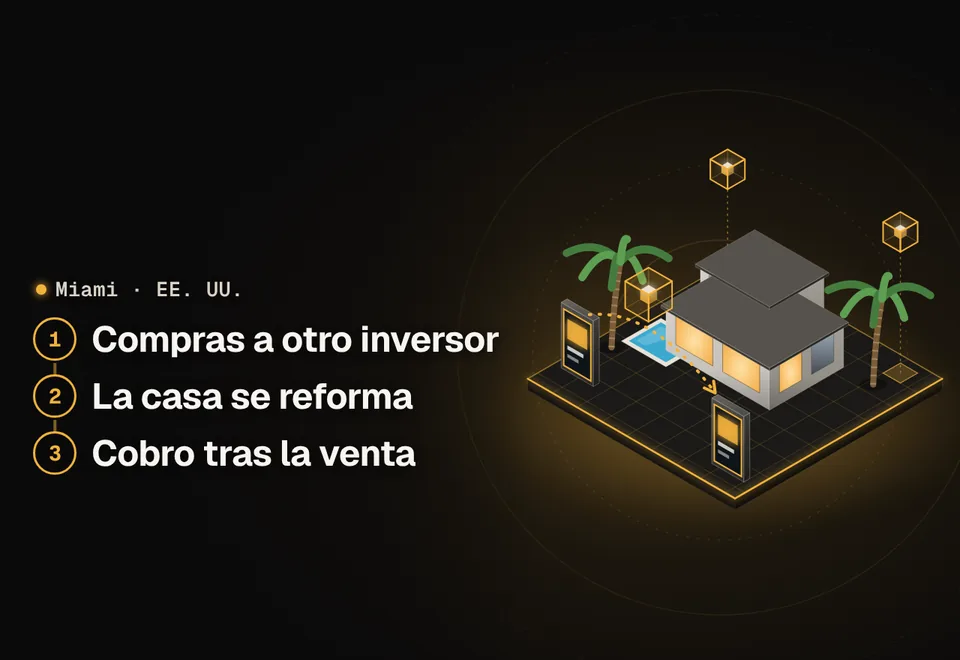 Miami · EE. UU.
1 Compras a otro inversor
2 La casa se reforma
3 Cobro tras la venta